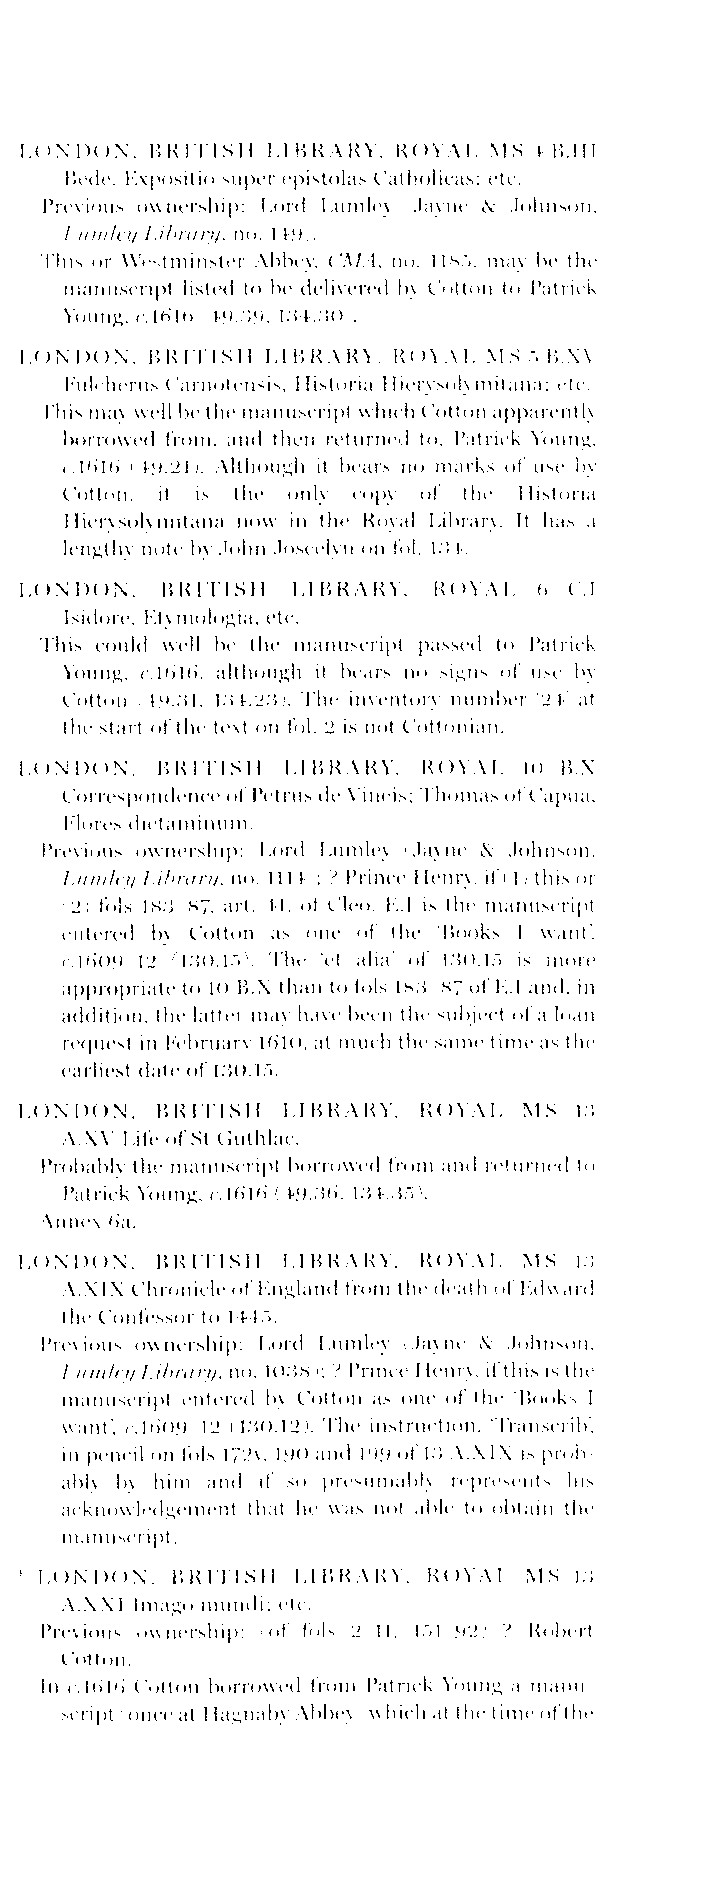 LONDON, BRITISH LIBRARY, ROYAL MS 4 B.III
Bede, Expositio super epistolas Catholicas; etc.
Previous ownership: Lord Lumley (Jayne & Johnson,
Lumley Library, no. 149).
This or Westminster Abbey, CMA, no. 1185, may be the
manuscript listed to be delivered by Cotton to Patrick
Young, c.1616 (49.39, 134.30).
LONDON, BRITISH LIBRARY, ROYAL MS 5 B.XV
Fulcherus Carnotensis, Historia Hierysolymitana; etc.
This may well be the manuscript which Cotton apparently
borrowed from, and then returned to, Patrick Young,
c.1616 (49.21). Although it bears no marks of use by
Cotton, it is the only copy of the Historia
Hierysolymitana now in the Royal Library. It has a
lengthy note by John Joscelyn on fol. 134.
LONDON, BRITISH LIBRARY, ROYAL 6 C.I
Isidore, Etymologia, etc.
This could well be the manuscript passed to Patrick
Young, c.1616, although it bears no signs of use by
Cotton (49.31, 134.23). The inventory number '24' at
the start of the text on fol. 2 is not Cottonian.
LONDON, BRITISH LIBRARY, ROYAL 10 B.X
Correspondence of Petrus de Vineis; Thomas of Capua,
Flores dictaminum.
Previous ownership: Lord Lumley (Jayne & Johnson,
Lumley Library, no. 1114); ? Prince Henry, if (1) this or
(2) fols 183–87, art. 41, of Cleo. E.I is the manuscript
entered by Cotton as one of the 'Books I want',
c.1609–12 (130.15). The 'et alia' of 130.15 is more
appropriate to 10 B.X than to fols 183–87 of E.I and, in
addition, the latter may have been the subject of a loan
request in February 1610, at much the same time as the
earliest date of 130.15.
LONDON, BRITISH LIBRARY, ROYAL MS 13
A.XV Life of St Guthlac.
Probably the manuscript borrowed from and returned to
Patrick Young, c.1616 (49.36, 134.35).
Annex 6a.
LONDON, BRITISH LIBRARY, ROYAL MS 13
A.XIX Chronicle of England from the death of Edward
the Confessor to 1445.
Previous ownership: Lord Lumley (Jayne & Johnson,
Lumley Library, no. 1038); ? Prince Henry, if this is the
manuscript entered by Cotton as one of the 'Books I
want', c.1609–12 (130.12). The instruction, 'Transcrib',
in pencil on fols 172v, 190 and 199 of 13 A.XIX is prob-
ably by him and if so presumably represents his
acknowledgement that he was not able to obtain the
manuscript.
* LONDON, BRITISH LIBRARY, ROYAL MS 13
A.XXI Imago mundi; etc.
Previous ownership: (of fols 2–11, 151–92) ? Robert
Cotton.
In c.1616 Cotton borrowed from Patrick Young a manu-
script (once at Hagnaby Abbey) which at the time of the